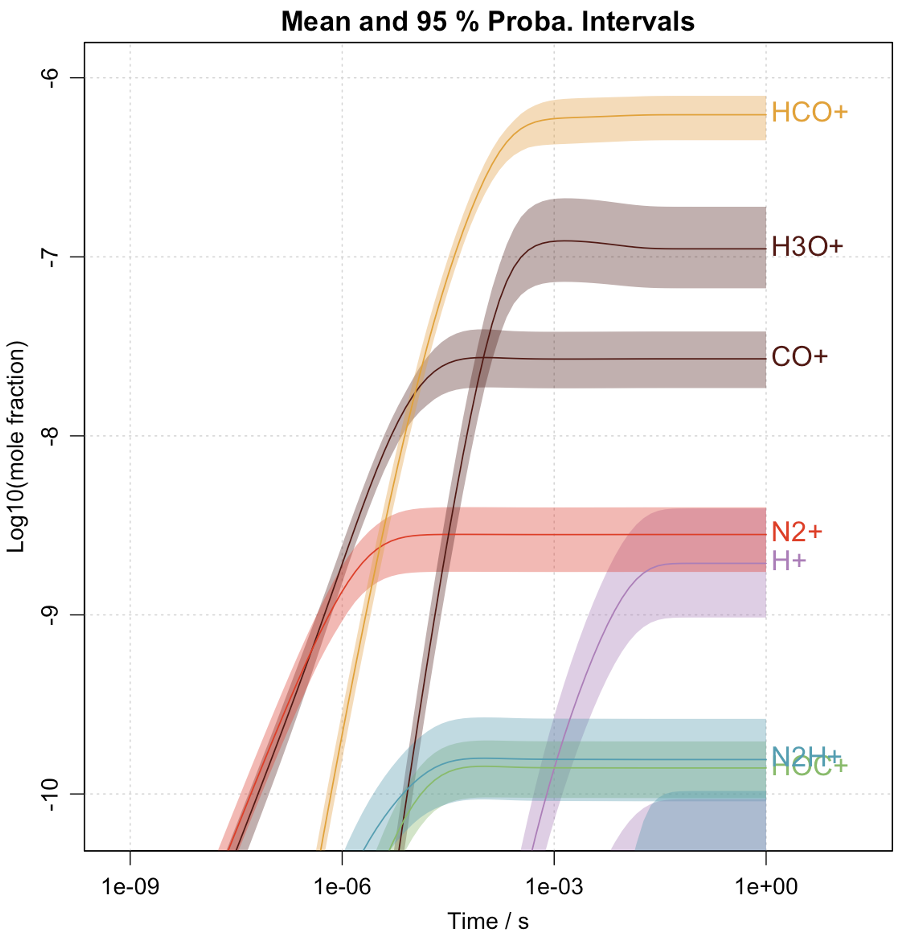 Mean and 95 % Proba. Intervals
Log10(mole fraction)
-6
-7
-8
-9
-10
HCO+
H3O+
CO+
N2+
H+
N2H+
HOC+
1e-09
1e-06
1e-03
1e+00
Time / s